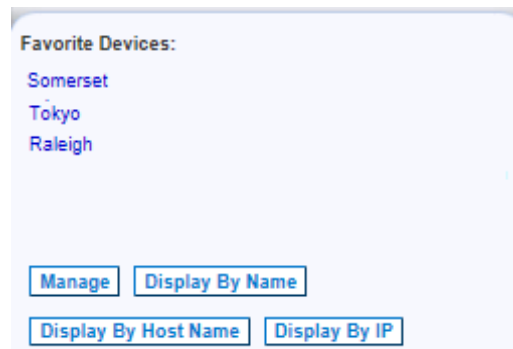 Favorite Devices:
Somerset
Tokyo
Raleigh
Manage Display By Name
Display By Host Name Display By IP